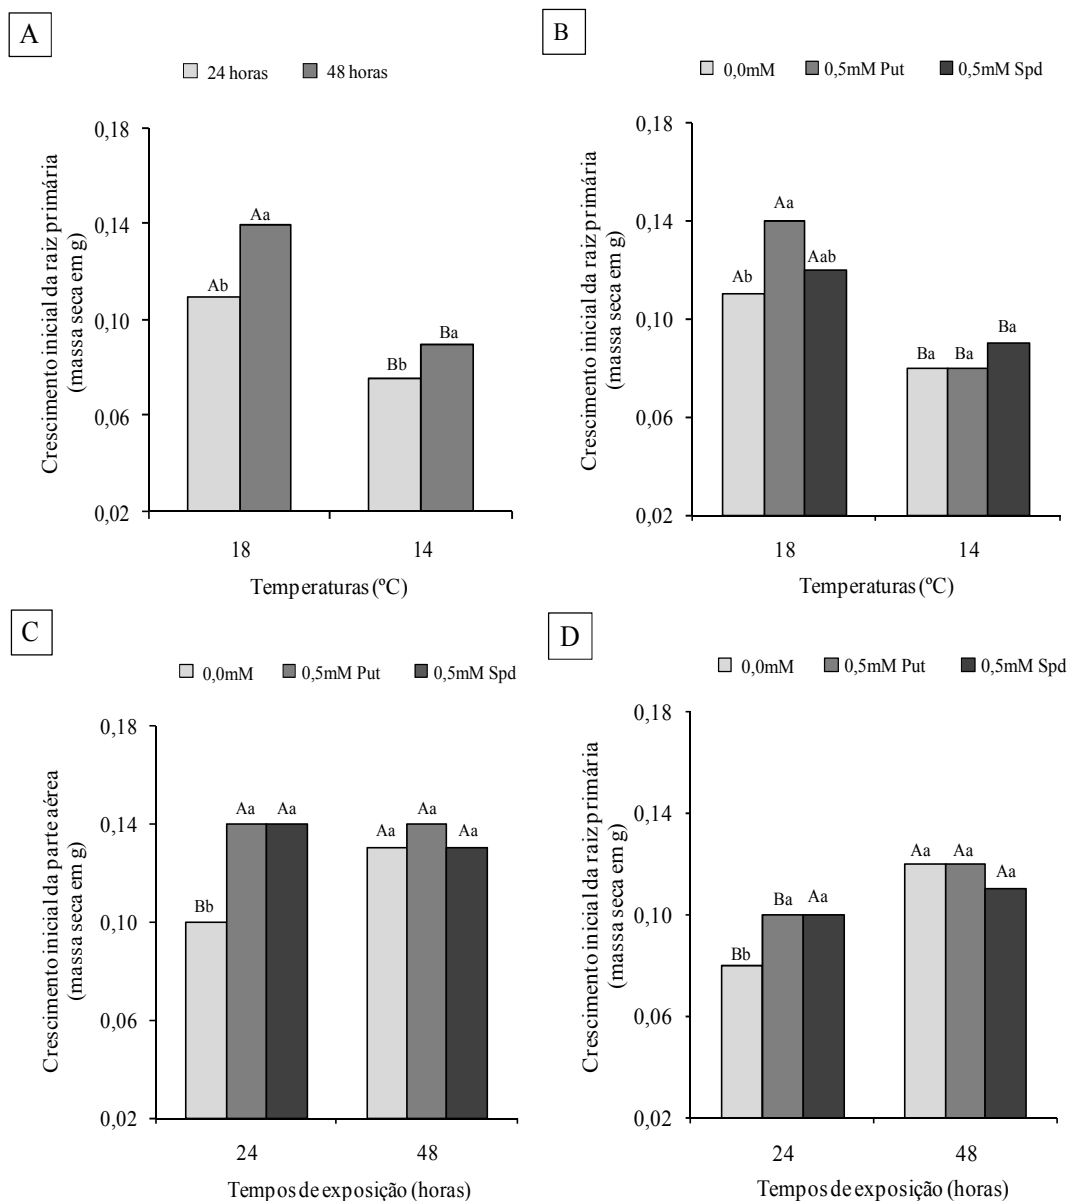 A
24 horas 48 horas
Crescimento inicial da raiz primária
(massa seca em g)
0,18
0,14
0,10
0,06
0,02
Ab
Aa
Bb
Ba
18 14
Temperaturas (ºC)
B
0,0mM 0,5mM Put 0,5mM Spd
Crescimento inicial da raiz primária
(massa seca em g)
0,18
0,14
0,10
0,06
0,02
Ab
Aa
Aab
Ba
Ba
Ba
18 14
Temperaturas (ºC)
C
0,0mM 0,5mM Put 0,5mM Spd
Crescimento inicial da parte aérea
(massa seca em g)
0,18
0,14
0,10
0,06
0,02
Bb
Aa
Aa
Aa
Aa
Aa
24 48
Tempos de exposição (horas)
D
0,0mM 0,5mM Put 0,5mM Spd
Crescimento inicial da raiz primária
(massa seca em g)
0,18
0,14
0,10
0,06
0,02
Bb
Ba
Aa
Aa
Aa
Aa
24 48
Tempos de exposição (horas)